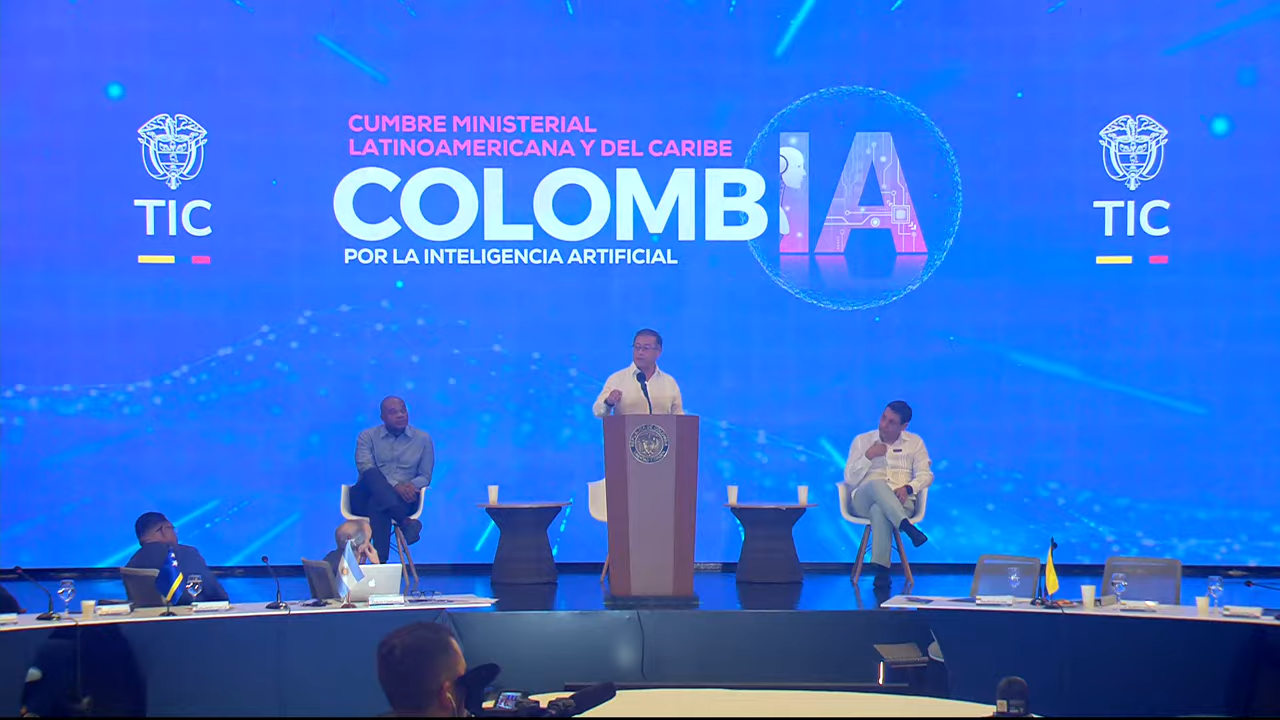 CUMBRE MINISTERIAL
LATINOAMERICANA Y DEL CARIBE
COLOMBIA
POR LA INTELIGENCIA ARTIFICIAL
TIC
TIC